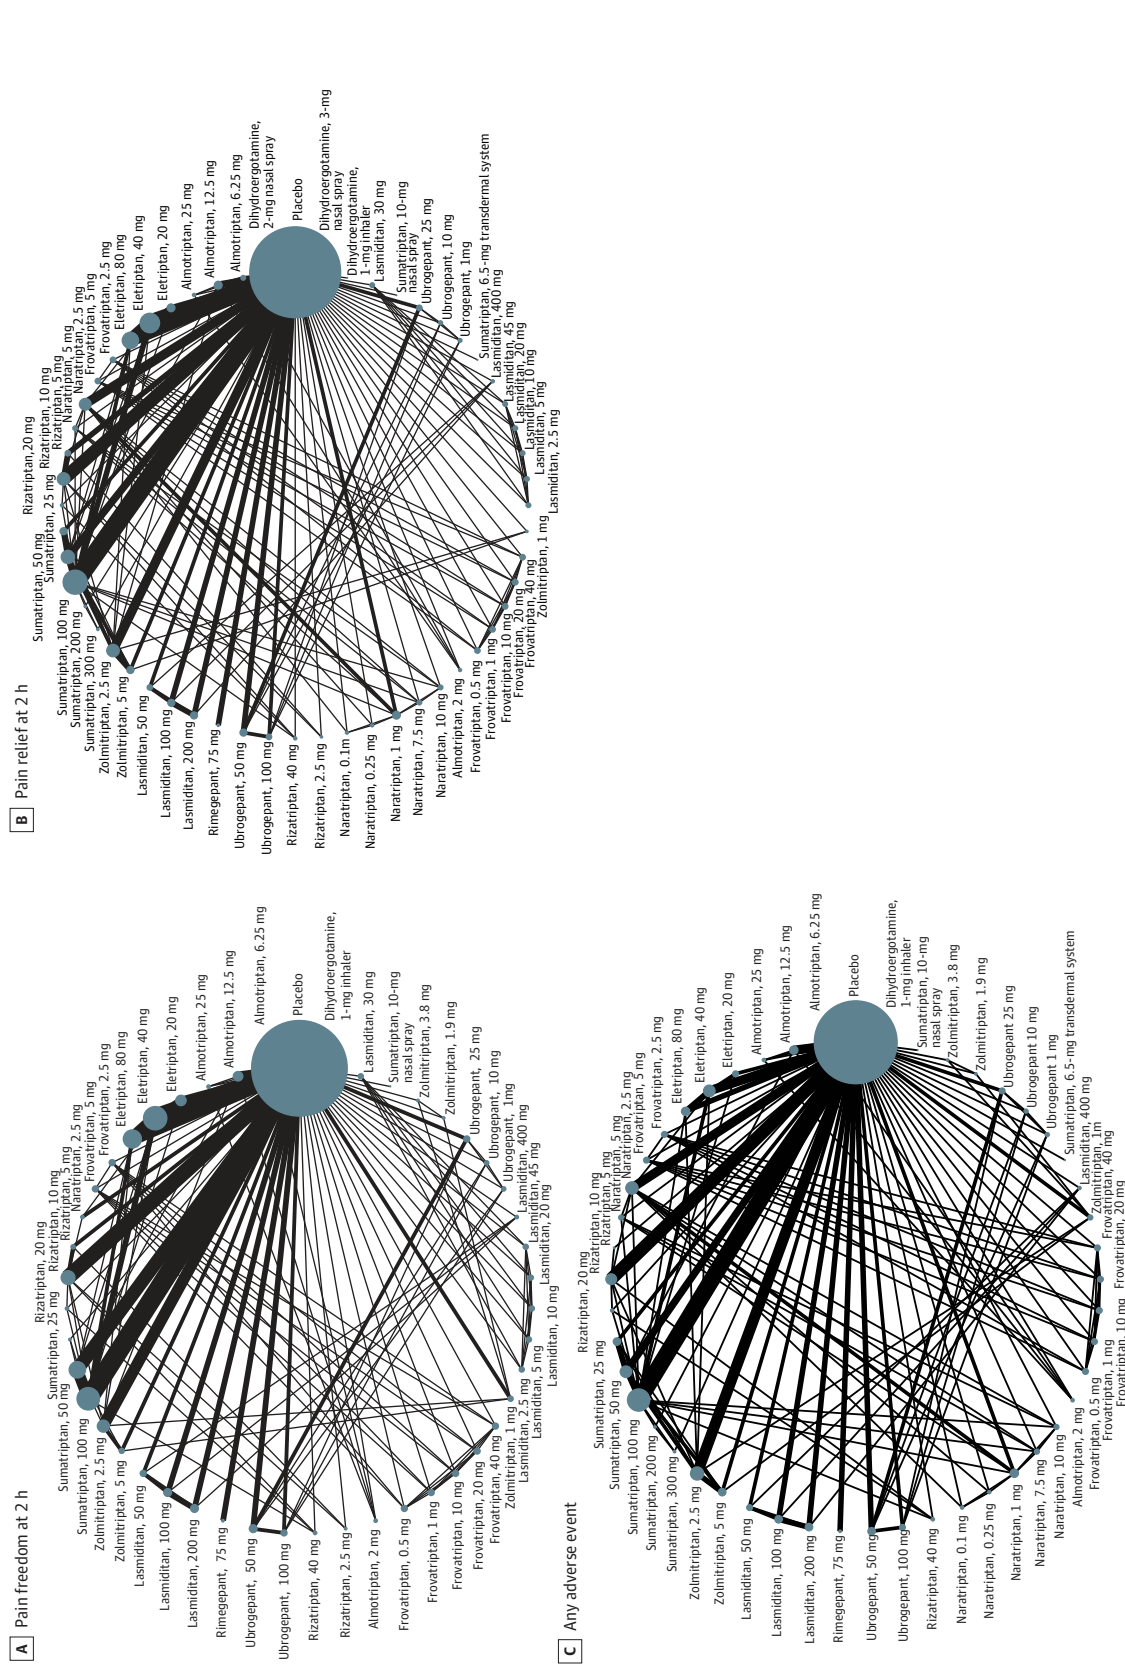 A Pain freedom at 2 h
Placebo
Almotriptan, 6.25 mg
Almotriptan, 12.5 mg
Almotriptan, 25 mg
Eletriptan, 20 mg
Eletriptan, 40 mg
Eletriptan, 80 mg
Frovatriptan, 2.5 mg
Frovatriptan, 5 mg
Naratriptan, 2.5 mg
Rizatriptan, 5 mg
Rizatriptan, 10 mg
Rizatriptan, 20 mg
Sumatriptan, 25 mg
Sumatriptan, 50 mg
Sumatriptan, 100 mg
Zolmitriptan, 2.5 mg
Zolmitriptan, 5 mg
Lasmiditan, 50 mg
Lasmiditan, 100 mg
Lasmiditan, 200 mg
Rimegepant, 75 mg
Ubrogepant, 50 mg
Ubrogepant, 100 mg
Rizatriptan, 40 mg
Rizatriptan, 2.5 mg
Almotriptan, 2 mg
Frovatriptan, 0.5 mg
Frovatriptan, 1 mg
Frovatriptan, 10 mg
Frovatriptan, 20 mg
Frovatriptan, 40 mg
Zolmitriptan, 1 mg
Lasmiditan, 2.5 mg
Lasmiditan, 5 mg
Lasmiditan, 10 mg
Lasmiditan, 20 mg
Lasmiditan, 45 mg
Lasmiditan, 400 mg
Ubrogepant, 1mg
Ubrogepant, 10 mg
Ubrogepant, 25 mg
Zolmitriptan, 1.9 mg
Zolmitriptan, 3.8 mg
Sumatriptan, 10-mg
nasal spray
Lasmiditan, 30 mg
Dihydroergotamine,
1-mg inhaler
B Pain relief at 2 h
Placebo
Dihydroergotamine,
2-mg nasal spray
Almotriptan, 6.25 mg
Almotriptan, 12.5 mg
Almotriptan, 25 mg
Eletriptan, 20 mg
Eletriptan, 40 mg
Eletriptan, 80 mg
Frovatriptan, 2.5 mg
Frovatriptan, 5 mg
Naratriptan, 2.5 mg
Naratriptan, 5 mg
Rizatriptan, 5 mg
Rizatriptan, 10 mg
Rizatriptan,20 mg
Sumatriptan, 25 mg
Sumatriptan, 50 mg
Sumatriptan, 100 mg
Sumatriptan, 200 mg
Sumatriptan, 300 mg
Zolmitriptan, 2.5 mg
Zolmitriptan, 5 mg
Lasmiditan, 50 mg
Lasmiditan, 100 mg
Lasmiditan, 200 mg
Rimegepant, 75 mg
Ubrogepant, 50 mg
Ubrogepant, 100 mg
Rizatriptan, 40 mg
Rizatriptan, 2.5 mg
Naratriptan, 0.1m
Naratriptan, 0.25 mg
Naratriptan, 1 mg
Naratriptan, 7.5 mg
Naratriptan, 10 mg
Almotriptan, 2 mg
Frovatriptan, 0.5 mg
Frovatriptan, 1 mg
Frovatriptan, 10 mg
Frovatriptan, 20 mg
Frovatriptan, 40 mg
Zolmitriptan, 1 mg
Lasmiditan, 2.5 mg
Lasmiditan, 5 mg
Lasmiditan, 10 mg
Lasmiditan, 20 mg
Lasmiditan, 45 mg
Lasmiditan, 400 mg
Sumatriptan, 6.5-mg transdermal system
Ubrogepant, 1mg
Ubrogepant, 10 mg
Ubrogepant, 25 mg
Sumatriptan, 10-mg
nasal spray
Lasmiditan, 30 mg
Dihydroergotamine,
1-mg inhaler
Dihydroergotamine, 3-mg
nasal spray
C Any adverse event
Placebo
Almotriptan, 6.25 mg
Almotriptan, 12.5 mg
Almotriptan, 25 mg
Eletriptan, 20 mg
Eletriptan, 40 mg
Eletriptan, 80 mg
Frovatriptan, 2.5 mg
Frovatriptan, 5 mg
Naratriptan, 2.5 mg
Naratriptan, 5 mg
Rizatriptan, 5 mg
Rizatriptan, 10 mg
Rizatriptan, 20 mg
Sumatriptan, 25 mg
Sumatriptan, 50 mg
Sumatriptan, 100 mg
Sumatriptan, 200 mg
Sumatriptan, 300 mg
Zolmitriptan, 2.5 mg
Zolmitriptan, 5 mg
Lasmiditan, 50 mg
Lasmiditan, 100 mg
Lasmiditan, 200 mg
Rimegepant, 75 mg
Ubrogepant, 50 mg
Ubrogepant, 100 mg
Rizatriptan, 40 mg
Naratriptan, 0.1 mg
Naratriptan, 0.25 mg
Naratriptan, 1 mg
Naratriptan, 7.5 mg
Naratriptan, 10 mg
Almotriptan, 2 mg
Frovatriptan, 0.5 mg
Frovatriptan, 1 mg
Frovatriptan, 10 mg
Frovatriptan, 20 mg
Frovatriptan, 40 mg
Zolmitriptan, 1m
Lasmiditan, 400 mg
Sumatriptan, 6.5-mg transdermal system
Ubrogepant 1 mg
Ubrogepant 10 mg
Ubrogepant 25 mg
Zolmitriptan, 1.9 mg
Zolmitriptan, 3.8 mg
Sumatriptan, 10-mg
nasal spray
Dihydroergotamine,
1-mg inhaler